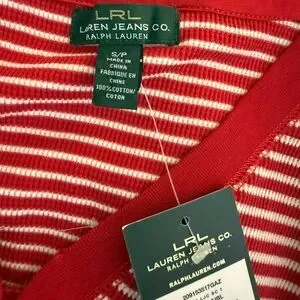 LRL
LAUREN JEANS CO.
RALPH LAUREN
S/P
MADE IN
CHINA
FABRIQUE EN
CHINE
100% COTTON/
COTON
LRL
LAUREN JEANS CO.
RALPH LAUREN
RALPHLAUREN.COM